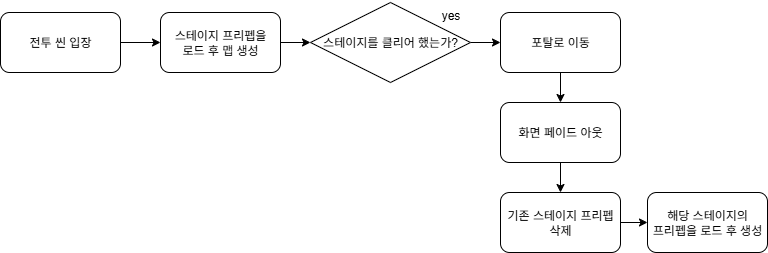 yes
전투 씬 입장
스테이지 프리펩을
로드 후 맵 생성
스테이지를 클리어 했는가?
포탈로 이동
화면 페이드 아웃
기존 스테이지 프리펩
삭제
해당 스테이지의
프리펩을 로드 후 생성